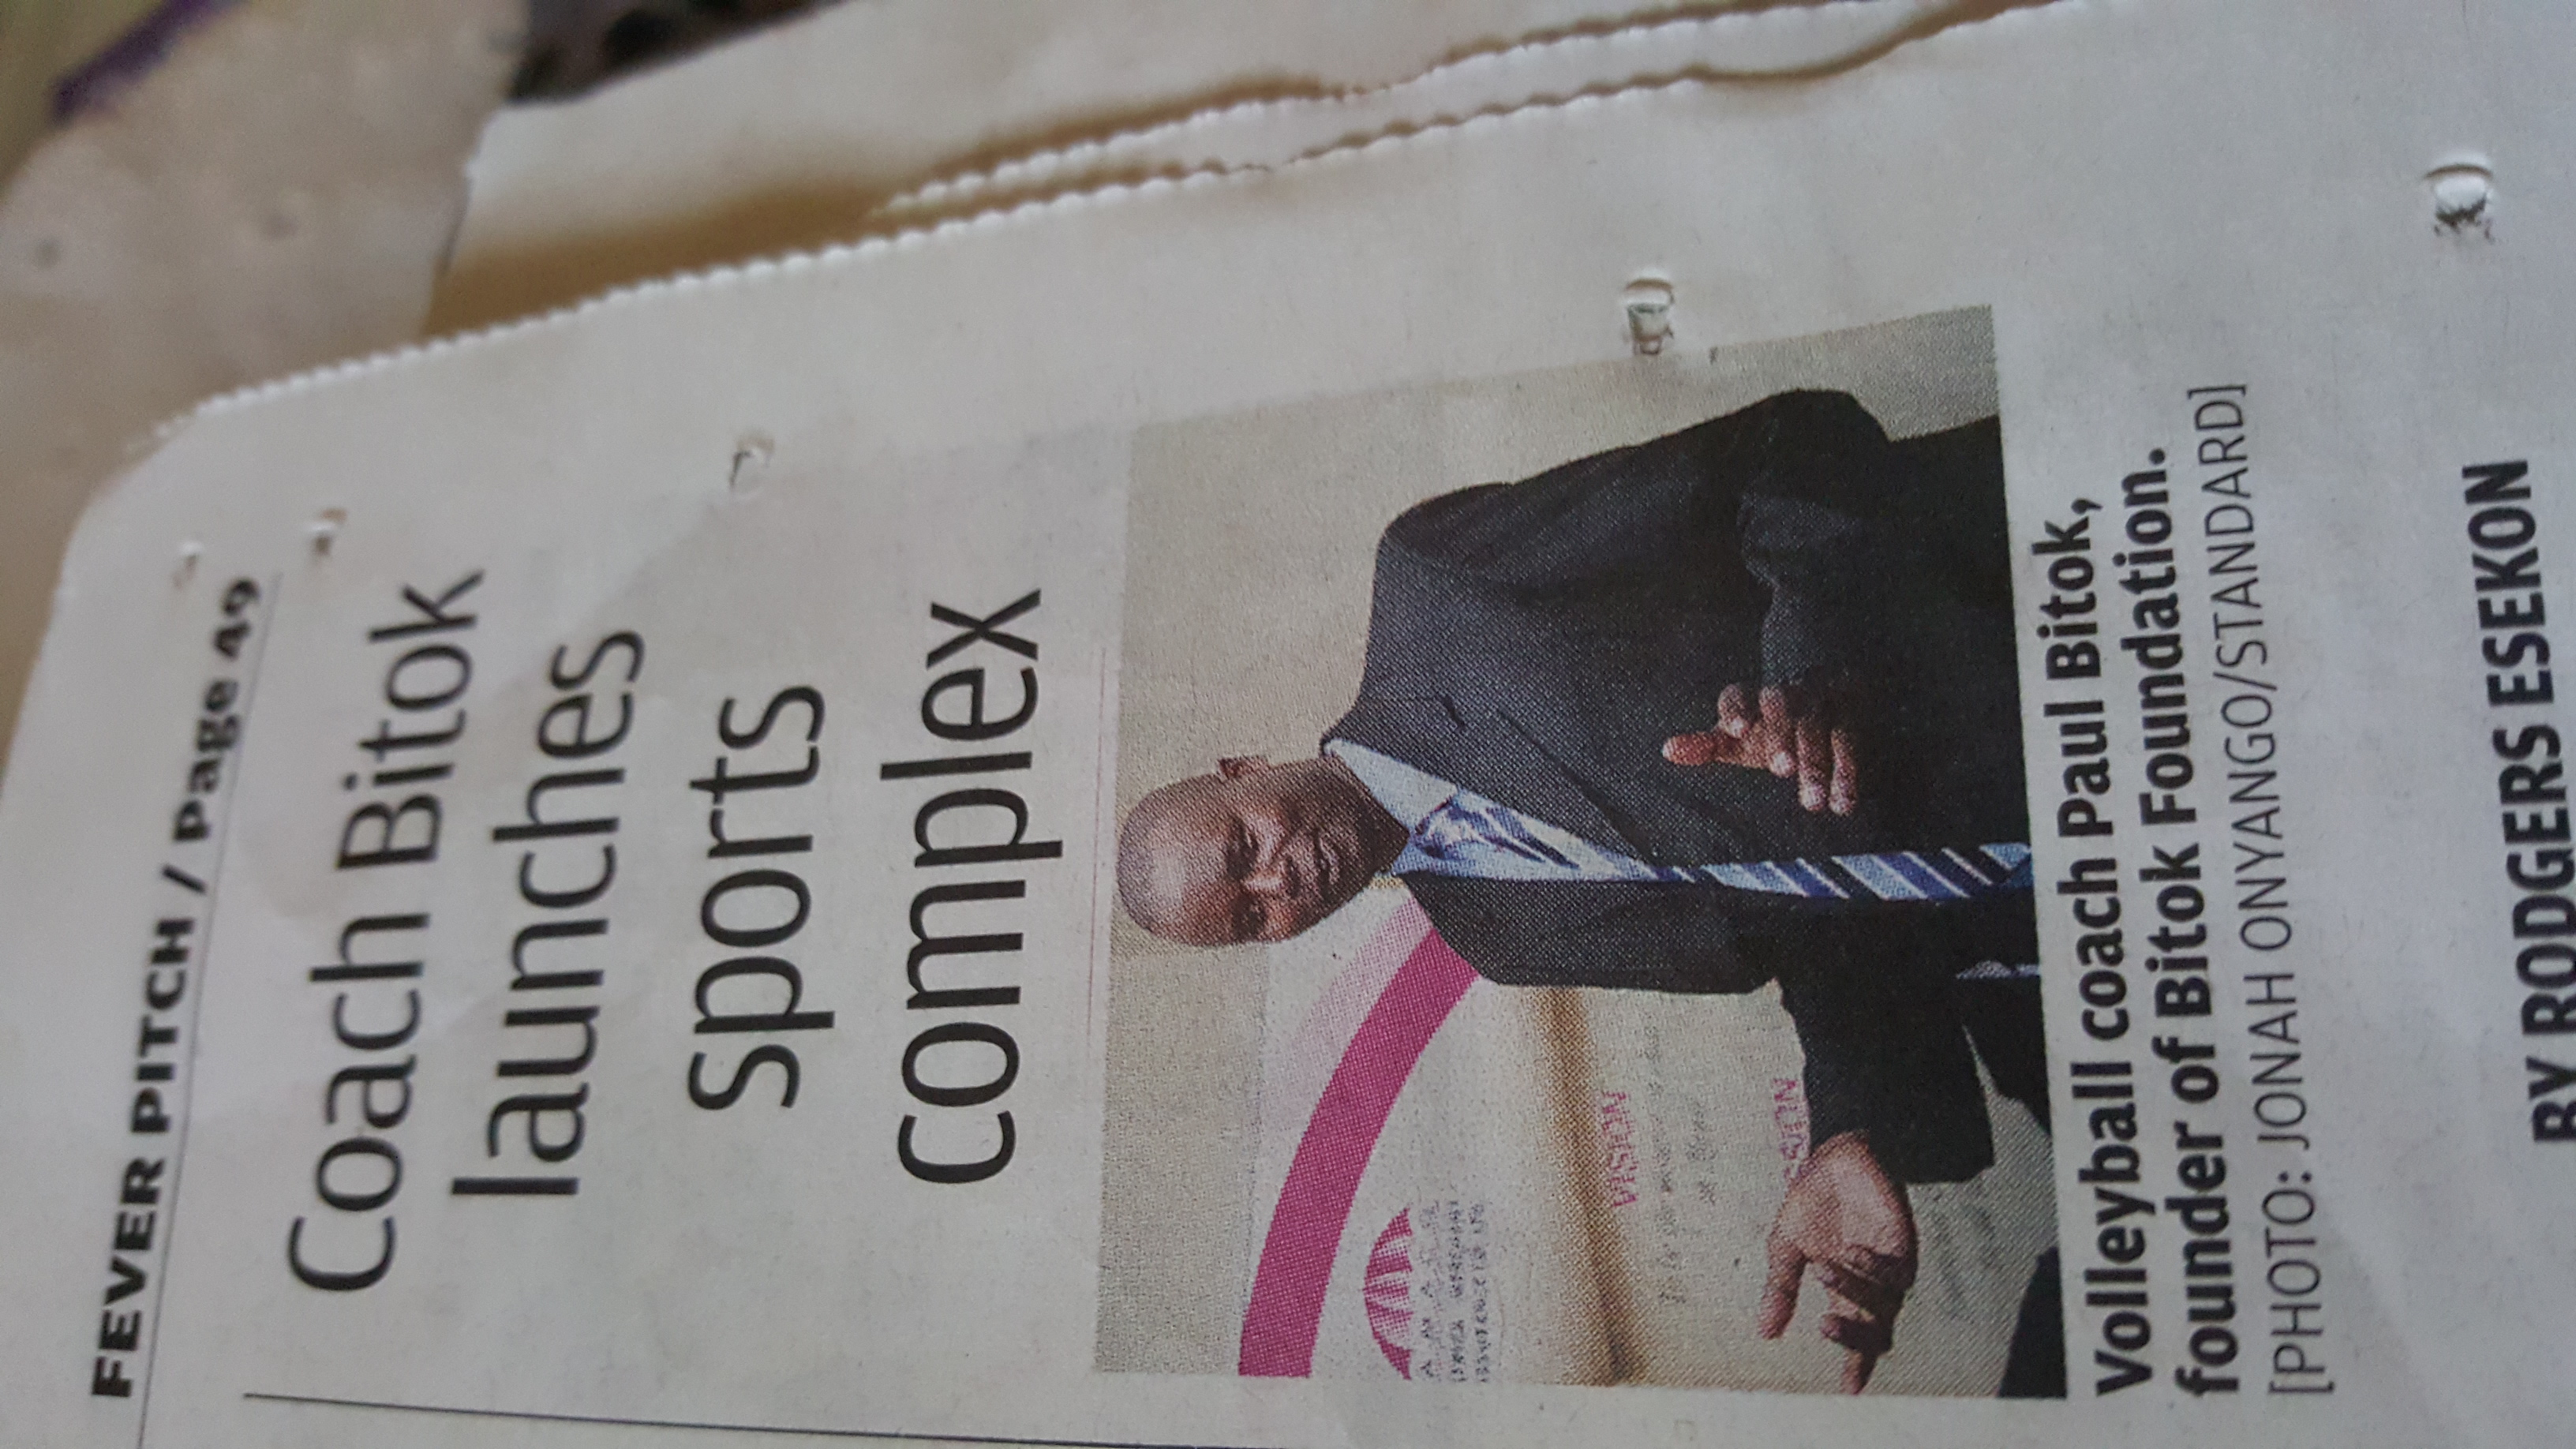 FEVER PITCH / Page 49
Coach Bitok
launches
sports
complex
VISION
Volleyball coach Paul Bitok,
founder of Bitok Foundation.
[PHOTO: JONAH ONYANGO/STANDARD]
BY RODGERS ESEKON